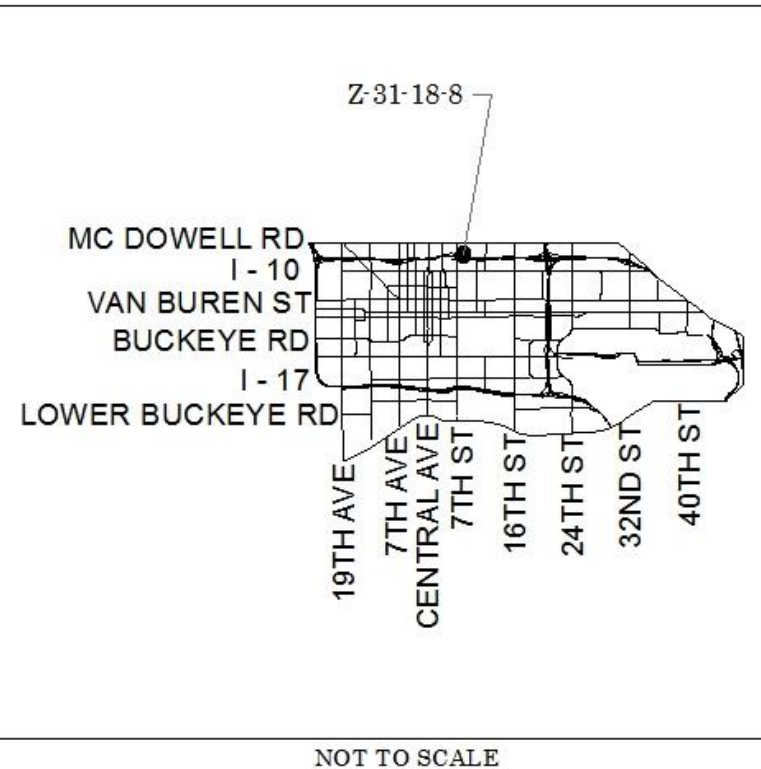 Z-31-18-8
MC DOWELL RD
I - 10
VAN BUREN ST
BUCKEYE RD
I - 17
LOWER BUCKEYE RD
19TH AVE
7TH AVE
CENTRAL AVE
7TH ST
16TH ST
24TH ST
32ND ST
40TH ST
NOT TO SCALE